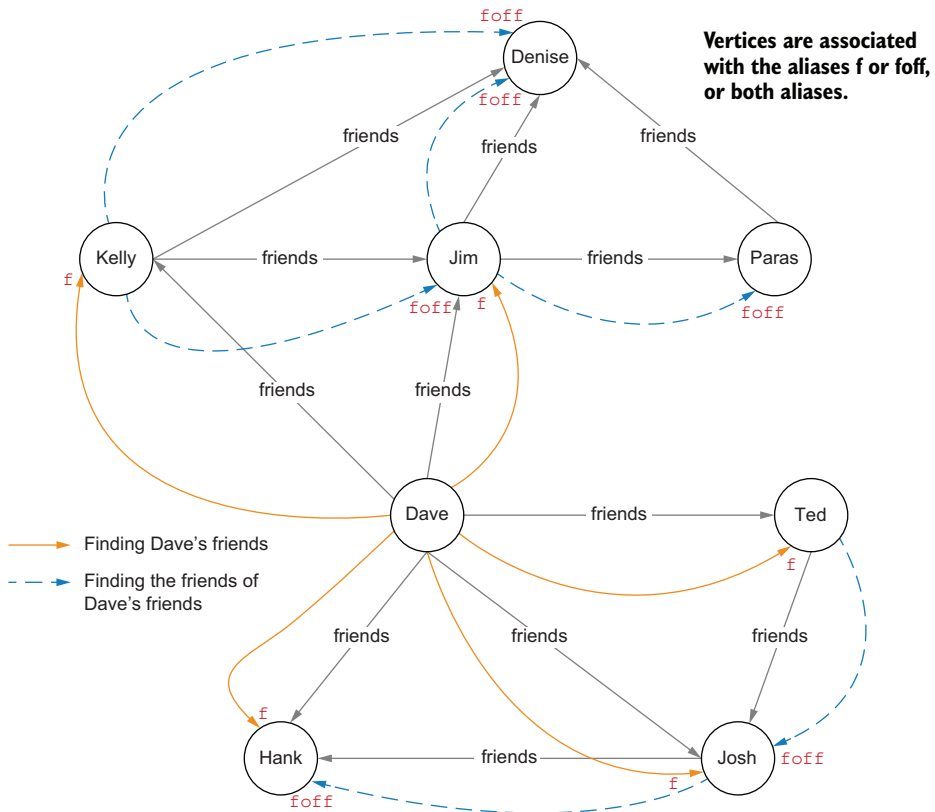 foff
Denise
Vertices are associated
with the aliases f or foff,
or both aliases.
foff
friends
friends
friends
Kelly
friends
Jim
friends
Paras
f
foff
f
foff
friends
friends
Dave
friends
Ted
Finding Dave's friends
f
Finding the friends of
Dave's friends
friends
friends
friends
f
Hank
friends
Josh
foff
f
foff